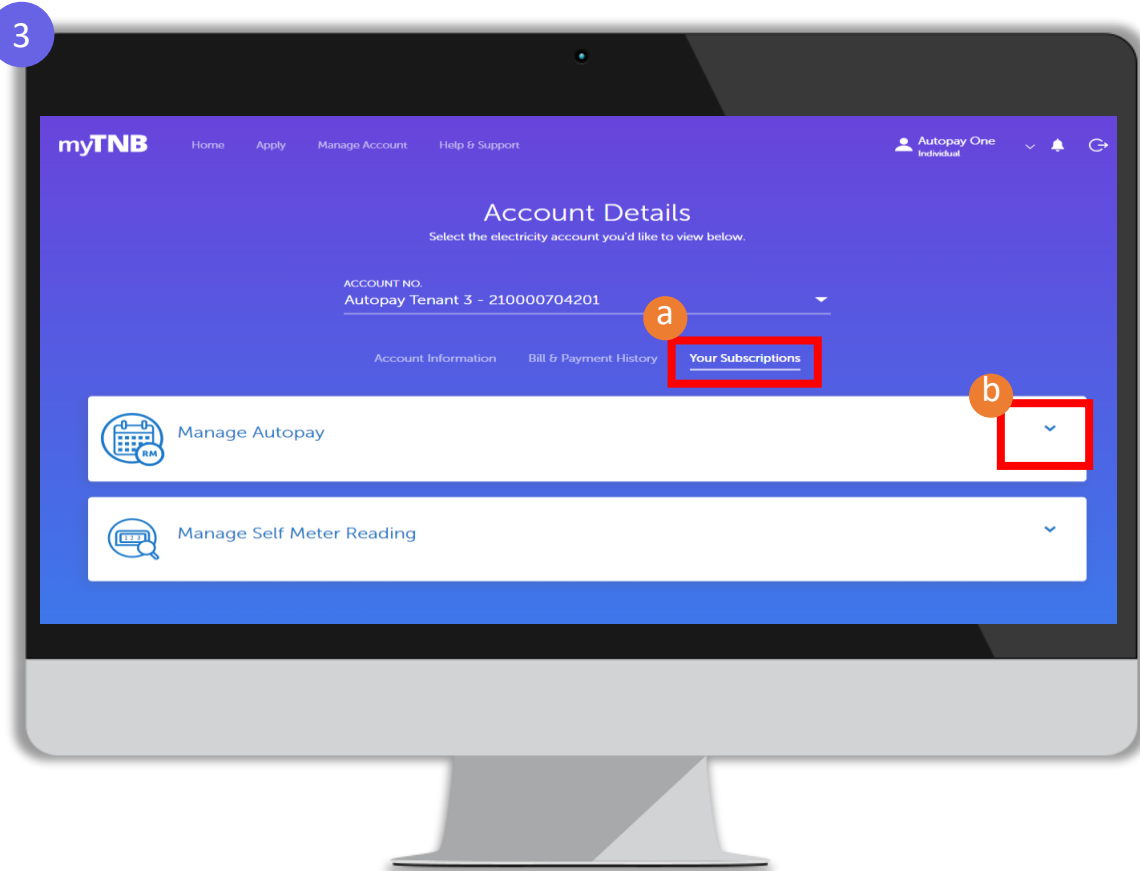 3
myTNB Home Apply Manage Account Help & Support Autopay One
Individual
Account Details
Select the electricity account you'd like to view below.
ACCOUNT NO.
Autopay Tenant 3 - 210000704201
a
Account Information Bill & Payment History Your Subscriptions
b
Manage Autopay
RM
Manage Self Meter Reading